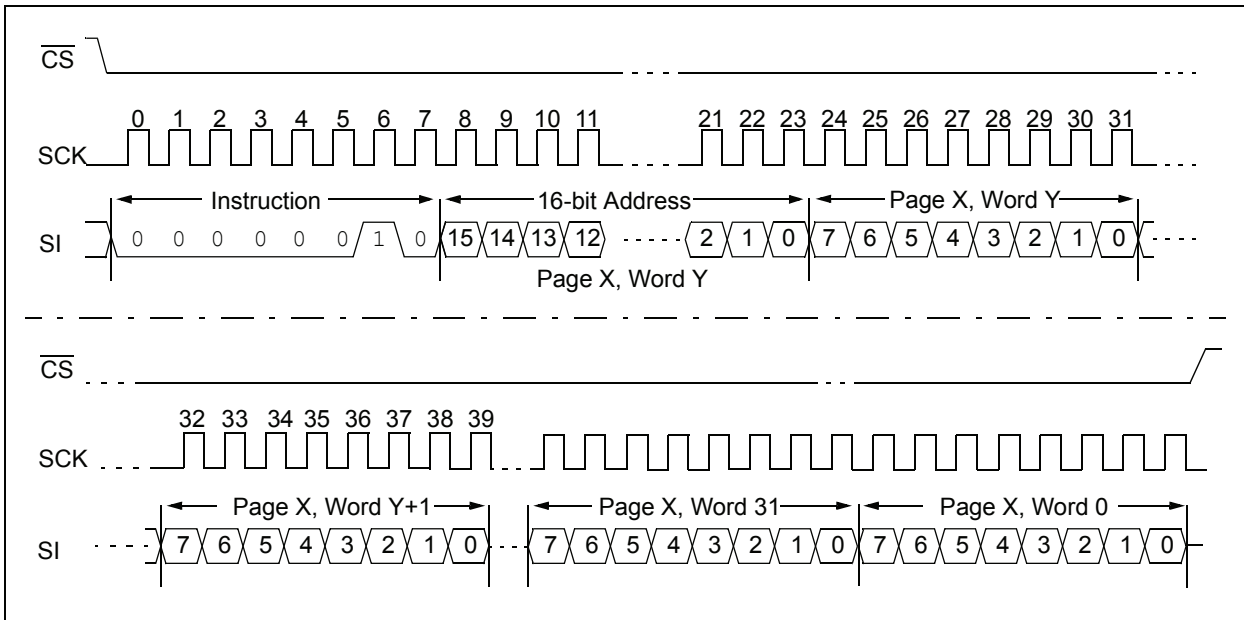 CS
0 1 2 3 4 5 6 7 8 9 10 11 21 22 23 24 25 26 27 28 29 30 31
SCK
Instruction 16-bit Address Page X, Word Y
SI 0 0 0 0 0 0 1 0 15 14 13 12 2 1 0 7 6 5 4 3 2 1 0
Page X, Word Y
CS
32 33 34 35 36 37 38 39
SCK
Page X, Word Y+1 Page X, Word 31 Page X, Word 0
SI 7 6 5 4 3 2 1 0 7 6 5 4 3 2 1 0 7 6 5 4 3 2 1 0